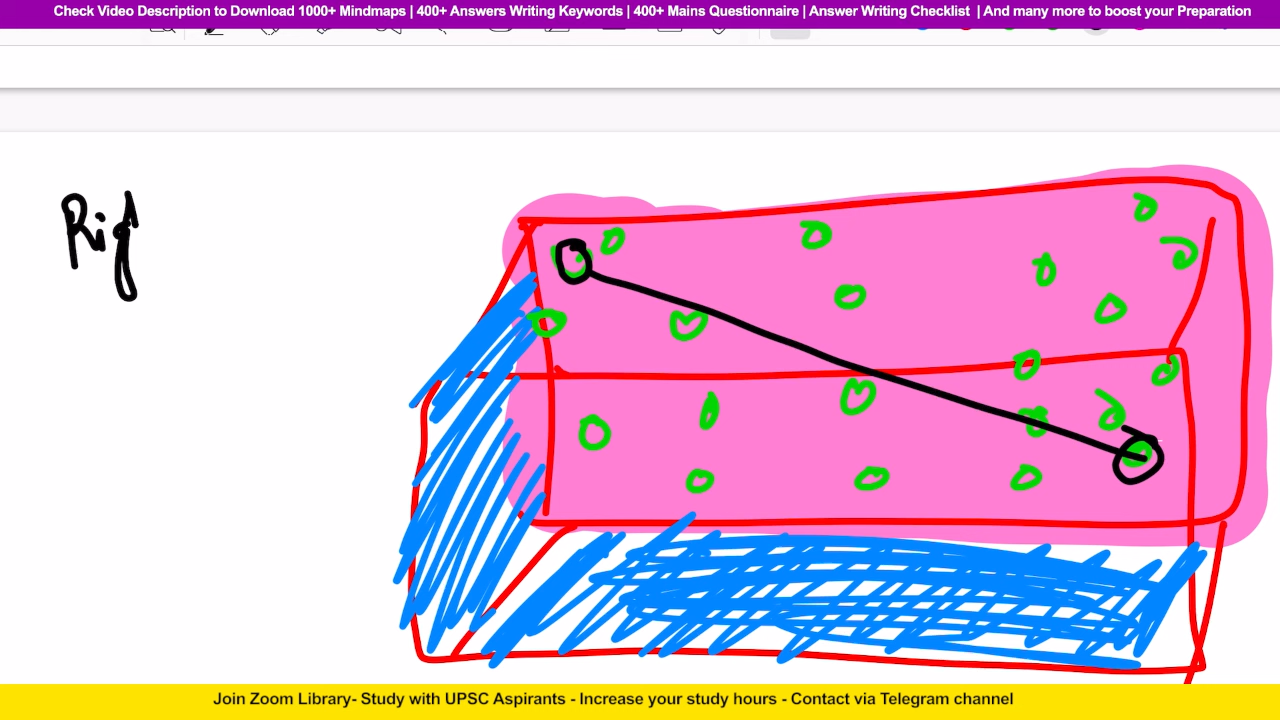 Check Video Description to Download 1000+ Mindmaps | 400+ Answers Writing Keywords | 400+ Mains Questionnaire | Answer Writing Checklist | And many more to boost your Preparation
Rig
Join Zoom Library- Study with UPSC Aspirants - Increase your study hours - Contact via Telegram channel